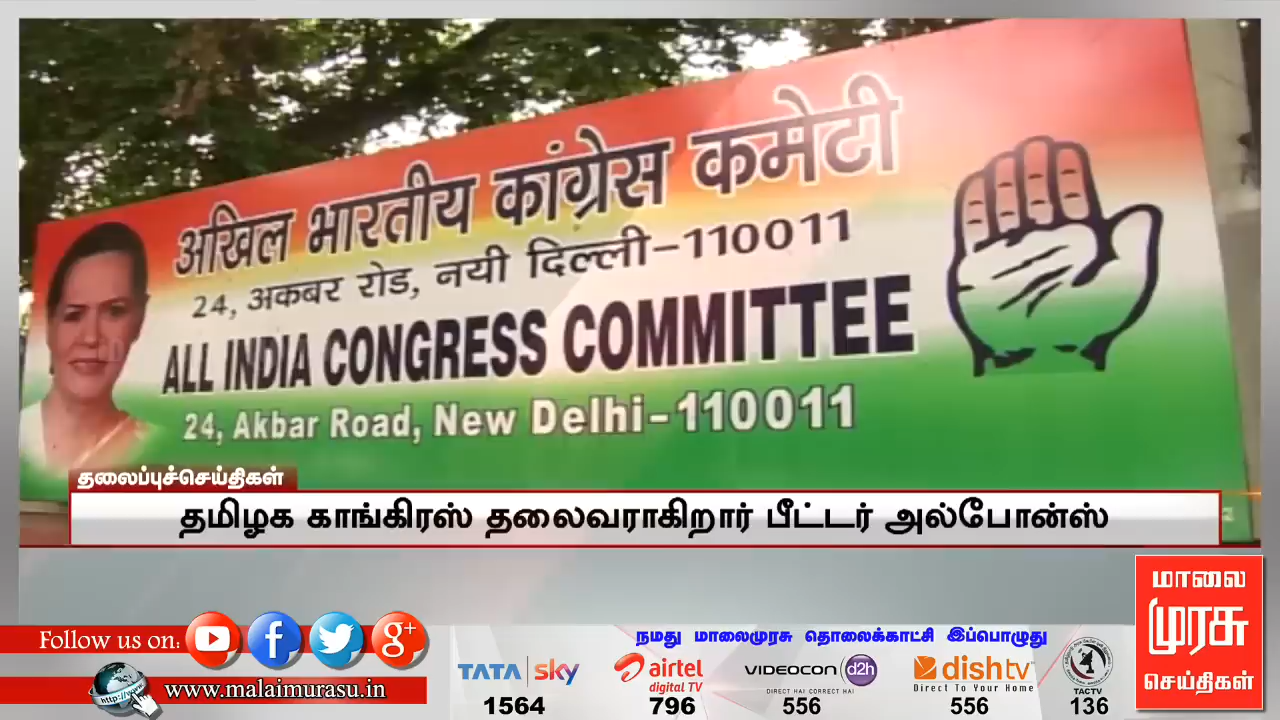 अखिल भारतीय कांग्रेस कमेटी
24, अकबर रोड, नयी दिल्ली-110011
ALL INDIA CONGRESS COMMITTEE
24, Akbar Road, New Delhi-110011
தலைப்புச்செய்திகள்
தமிழக காங்கிரஸ் தலைவராகிறார் பீட்டர் அல்போன்ஸ்
மாலை
முரசு
செய்திகள்
Follow us on:
g+
http://www
www.malaimurasu.in
நமது மாலைமுரசு தொலைக்காட்சி இப்பொழுது
TATA sky
1564
airtel
digital TV
796
VIDEOCON d2h
DIRECT HAI CORRECT HAI
556
dishtv
Direct To Your Home
556
TACTV
136